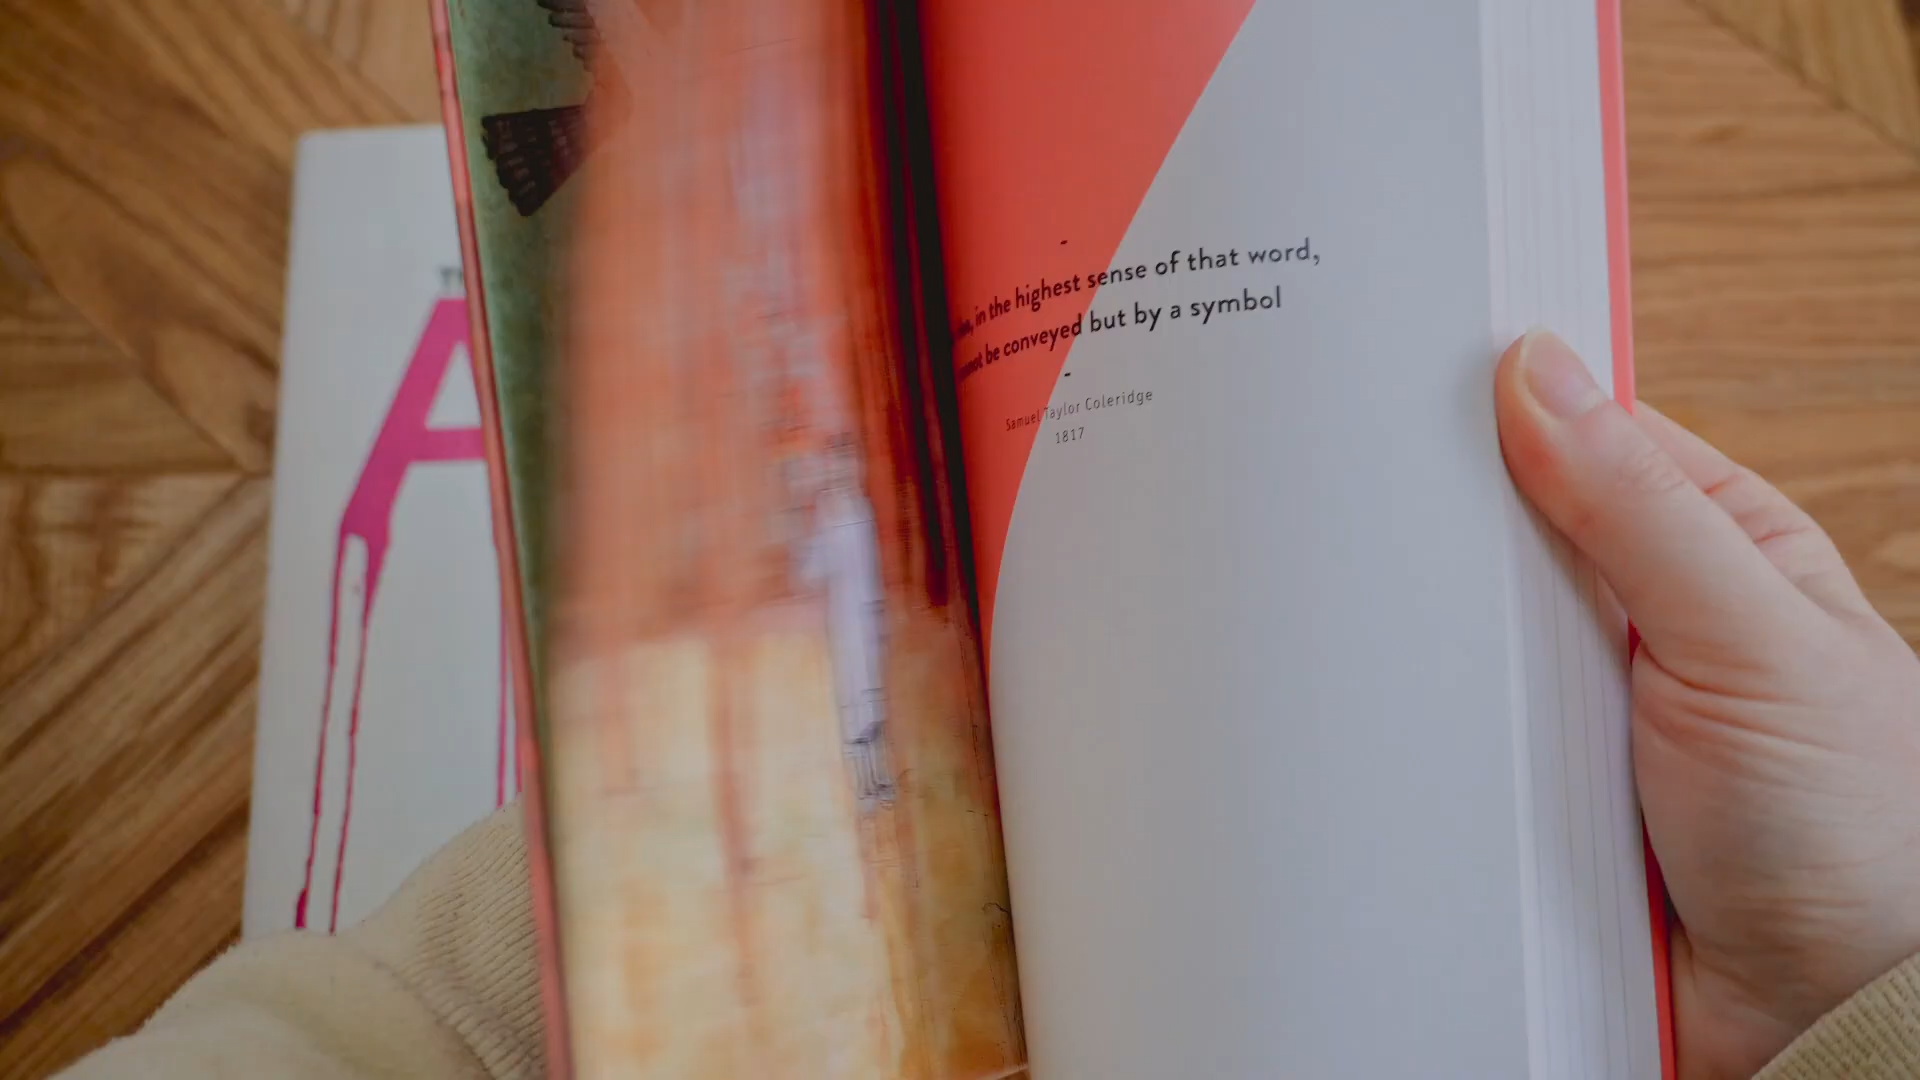 in the highest sense of that word,
be conveyed but by a symbol
-
Samuel Taylor Coleridge
1817
A